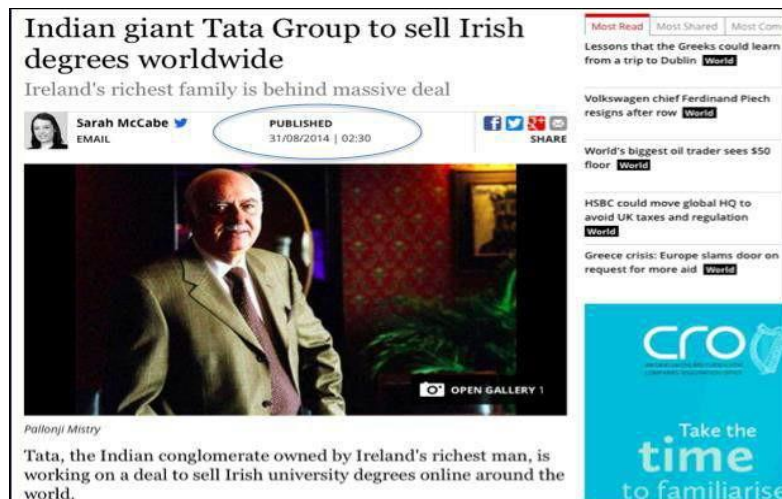 Indian giant Tata Group to sell Irish
degrees worldwide
Ireland's richest family is behind massive deal
Sarah McCabe
EMAIL
PUBLISHED
31/08/2014 | 02:30
SHARE
OPEN GALLERY 1
Pallonji Mistry
Tata, the Indian conglomerate owned by Ireland's richest man, is
working on a deal to sell Irish university degrees online around the
world.
Most Read
Most Shared
Most Com
Lessons that the Greeks could learn
from a trip to Dublin World
Volkswagen chief Ferdinand Piech
resigns after row World
World's biggest oil trader sees $50
floor World
HSBC could move global HQ to
avoid UK taxes and regulation
World
Greece crisis: Europe slams door on
request for more aid World
cro
Take the
time
to familiarise